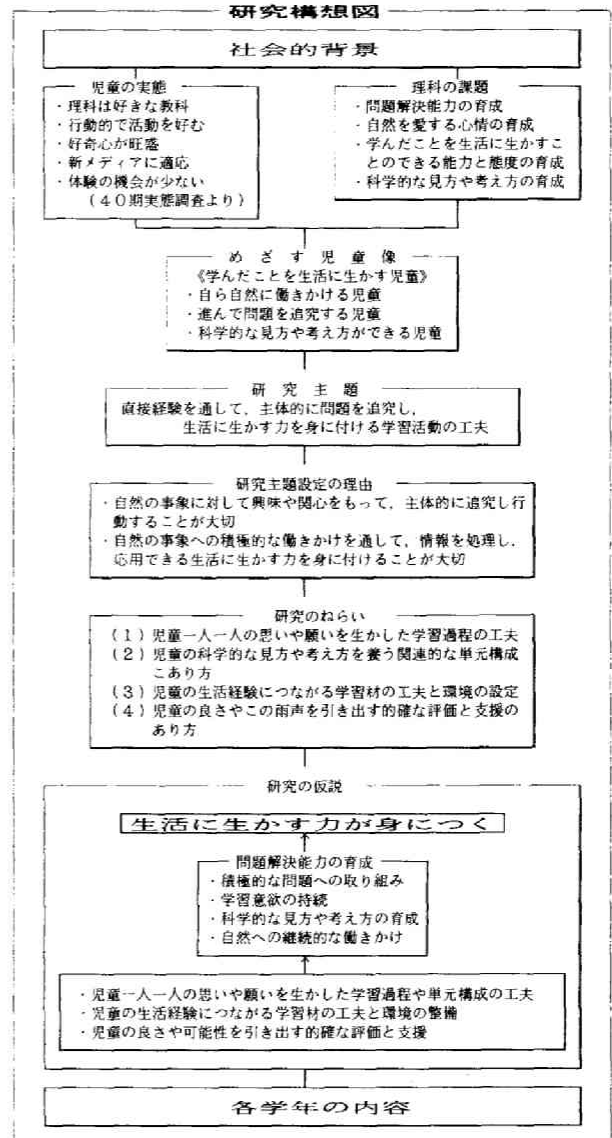 研究構想図
社会的背景
児童の実態
・理科は好きな教科
・行動的で活動を好む
・好奇心が旺盛
・新メディアに適応
・体験の機会が少ない
(40期実態調査より)
理科の課題
・問題解決能力の育成
・自然を愛する心情の育成
・学んだことを生活に生かすこ
とのできる能力と態度の育成
・科学的な見方や考え方の育成
めざす児童像
《学んだことを生活に生かす児童》
・自ら自然に働きかける児童
・進んで問題を追究する児童
・科学的な見方や考え方ができる児童
研究主題
直接経験を通して，主体的に問題を追究し，
生活に生かす力を身に付ける学習活動の工夫
研究主題設定の理由
・自然の事象に対して興味や関心をもって，主体的に追究し行
動することが大切
・自然の事象への積極的な働きかけを通して，情報を処理し，
応用できる生活に生かす力を身に付けることが大切
研究のねらい
(1)児童一人一人の思いや願いを生かした学習過程の工夫
(2)児童の科学的な見方や考え方を養う関連的な単元構成
こあり方
(3)児童の生活経験につながる学習材の工夫と環境の設定
(4)児童の良さやこの雨声を引き出す的確な評価と支援の
あり方
研究の仮説
生活に生かす力が身につく
問題解決能力の育成
・積極的な問題への取り組み
・学習意欲の持続
・科学的な見方や考え方の育成
・自然への継続的な働きかけ
・児童一人一人の思いや願いを生かした学習過程や単元構成の工夫
・児童の生活経験につながる学習材の工夫と環境の整備
・児童の良さや可能性を引き出す的確な評価と支援
各学年の内容